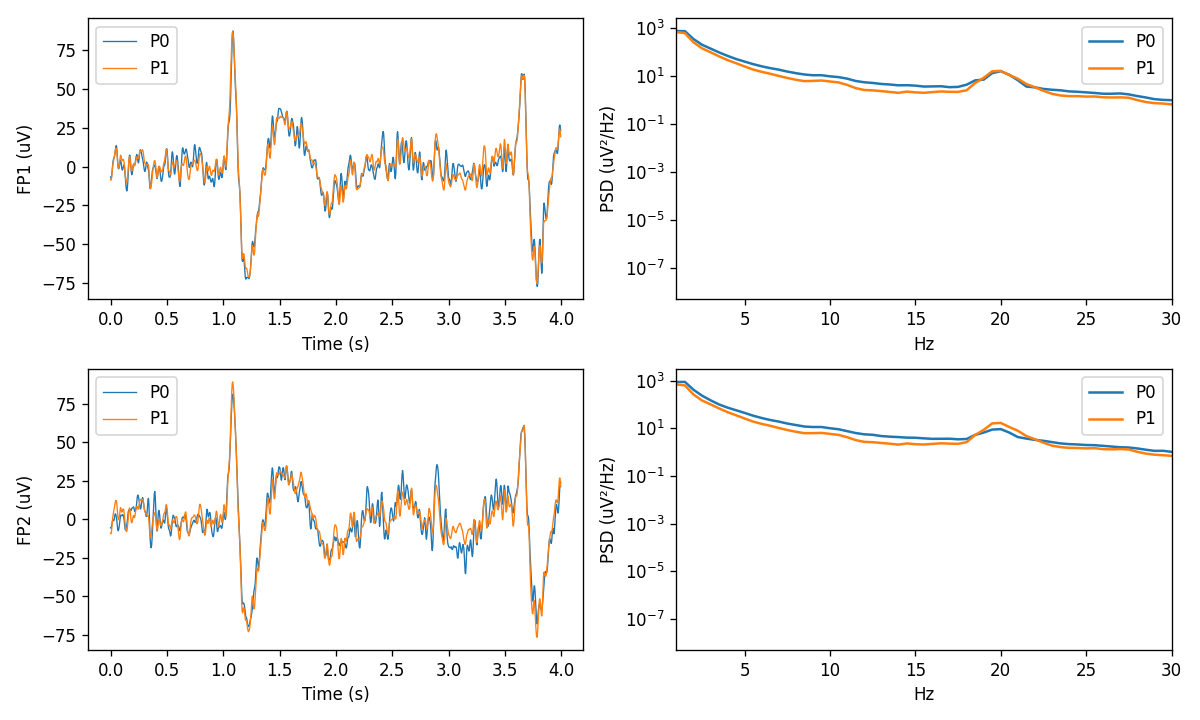 75
50
25
0
−25
−50
−75
FP1 (uV)
P0
P1
0.0 0.5 1.0 1.5 2.0 2.5 3.0 3.5 4.0
Time (s)
10³
10¹
10⁻¹
10⁻³
10⁻⁵
10⁻⁷
PSD (uV²/Hz)
P0
P1
5 10 15 20 25 30
Hz
75
50
25
0
−25
−50
−75
FP2 (uV)
P0
P1
0.0 0.5 1.0 1.5 2.0 2.5 3.0 3.5 4.0
Time (s)
10³
10¹
10⁻¹
10⁻³
10⁻⁵
10⁻⁷
PSD (uV²/Hz)
P0
P1
5 10 15 20 25 30
Hz